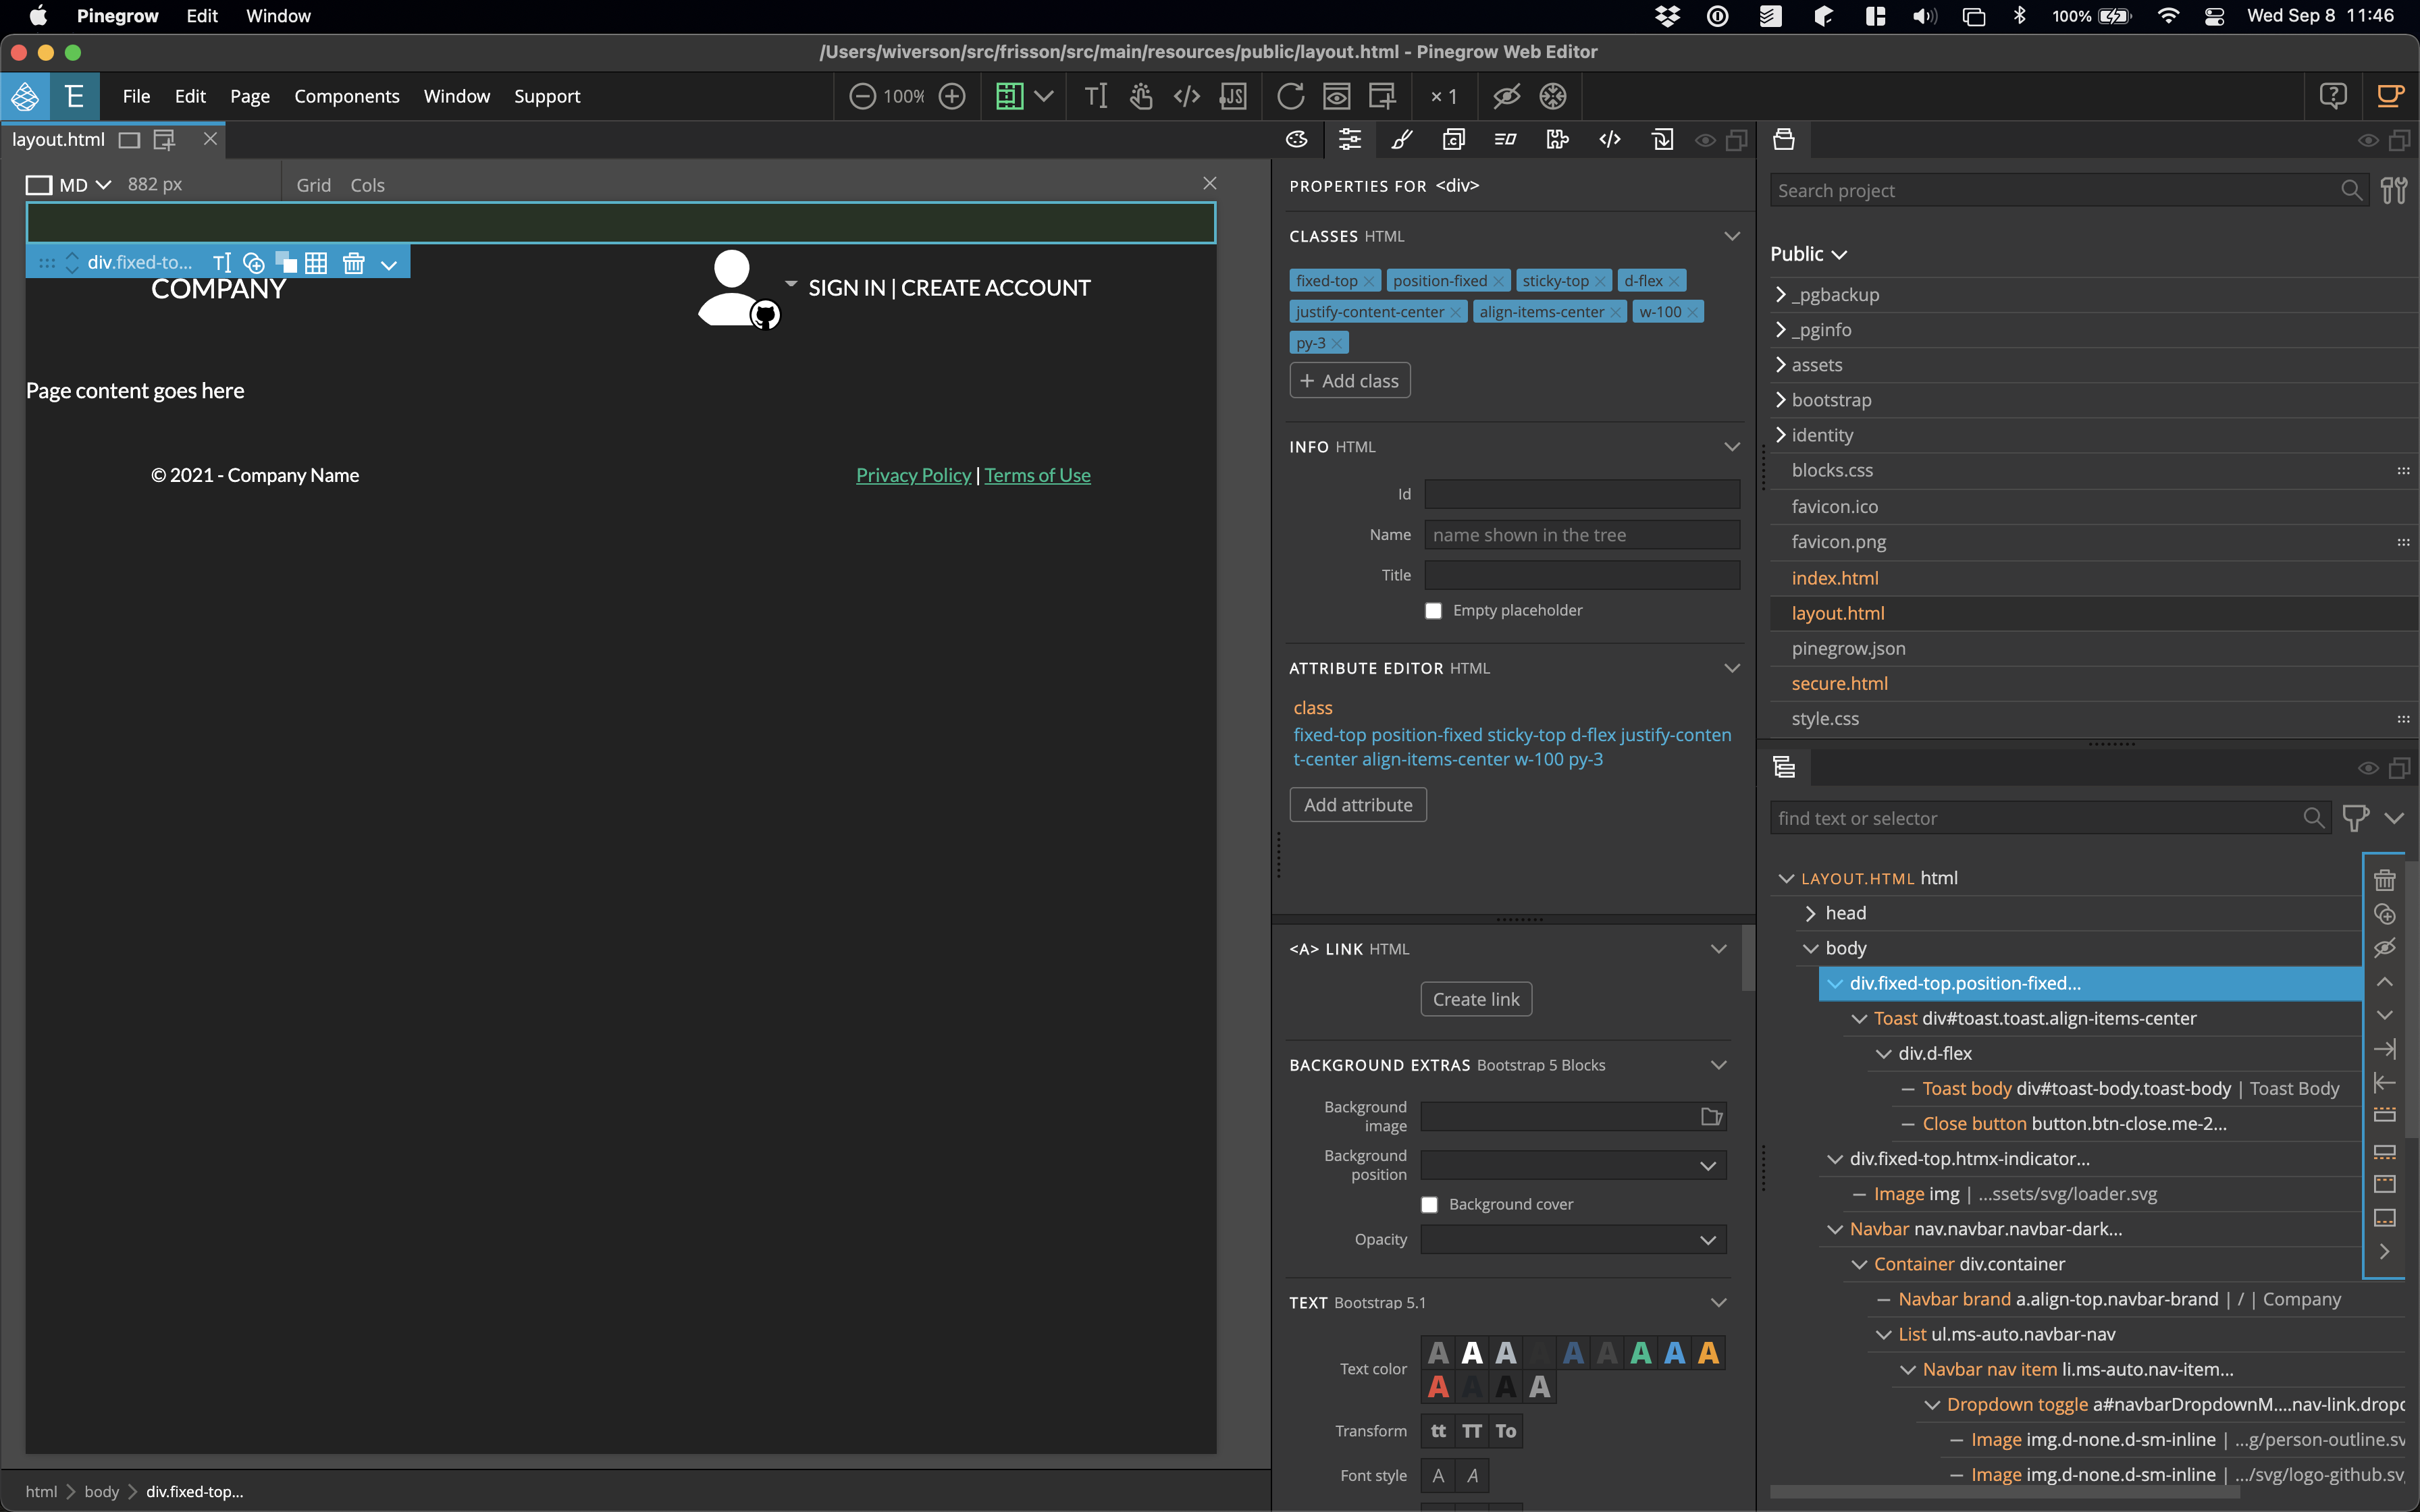 Pinegrow Edit Window 100% Wed Sep 8 11:46
/Users/wiverson/src/frisson/src/main/resources/public/layout.html - Pinegrow Web Editor
File Edit Page Components Window Support 100% JS × 1
layout.html
MD 882 px Grid Cols
div.fixed-to...
COMPANY
SIGN IN | CREATE ACCOUNT
Page content goes here
© 2021 - Company Name
Privacy Policy | Terms of Use
html body div.fixed-top...
PROPERTIES FOR <div>
CLASSES HTML
fixed-top position-fixed sticky-top d-flex
justify-content-center align-items-center w-100
py-3
+ Add class
INFO HTML
Id
Name name shown in the tree
Title
Empty placeholder
ATTRIBUTE EDITOR HTML
class
fixed-top position-fixed sticky-top d-flex justify-conten
t-center align-items-center w-100 py-3
Add attribute
<A> LINK HTML
Create link
BACKGROUND EXTRAS Bootstrap 5 Blocks
Background
image
Background
position
Background cover
Opacity
TEXT Bootstrap 5.1
Text color A A A A A A A A
A A A A
Transform tt TT To
Font style A A
Search project
Public
_pgbackup
_pginfo
assets
bootstrap
identity
blocks.css
favicon.ico
favicon.png
index.html
layout.html
pinegrow.json
secure.html
style.css
find text or selector
LAYOUT.HTML html
head
body
div.fixed-top.position-fixed...
Toast div#toast.toast.align-items-center
div.d-flex
Toast body div#toast-body.toast-body | Toast Body
Close button button.btn-close.me-2...
div.fixed-top.htmx-indicator...
Image img | ...ssets/svg/loader.svg
Navbar nav.navbar.navbar-dark...
Container div.container
Navbar brand a.align-top.navbar-brand | / | Company
List ul.ms-auto.navbar-nav
Navbar nav item li.ms-auto.nav-item...
Dropdown toggle a#navbarDropdownM....nav-link.dropd
Image img.d-none.d-sm-inline | ...g/person-outline.sv
Image img.d-none.d-sm-inline | .../svg/logo-github.sv